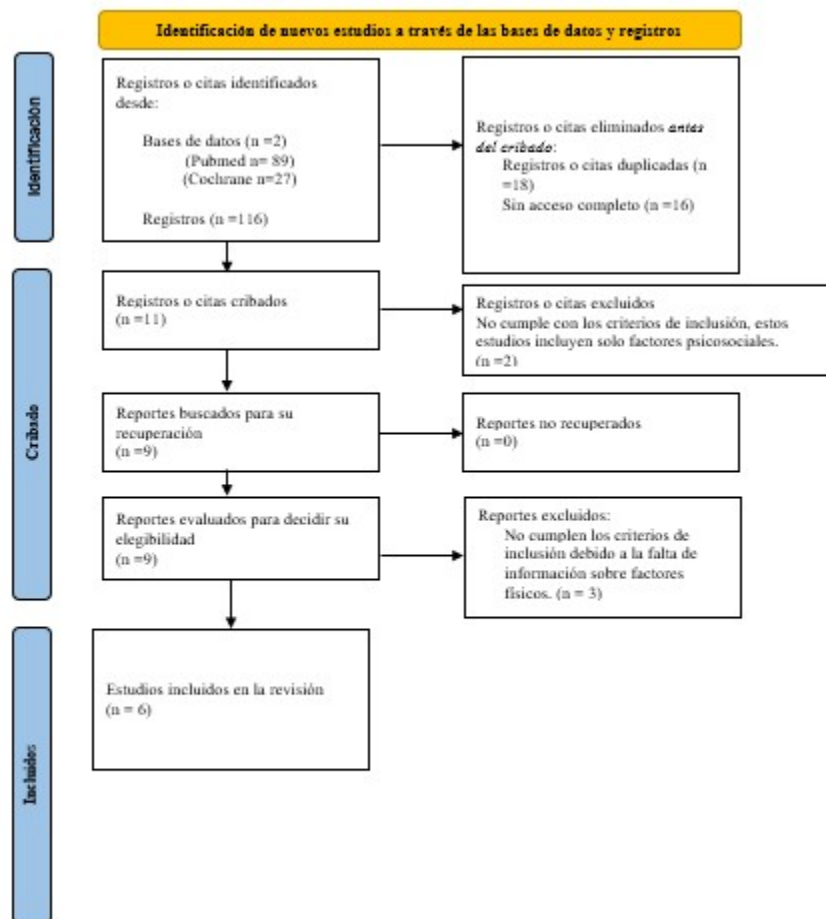 Identificación de nuevos estudios a través de las bases de datos y registros
Identificación
Registros o citas identificados
desde:
Bases de datos (n =2)
(Pubmed n= 89)
(Cochrane n=27)
Registros (n =116)
Registros o citas eliminados antes
del cribado:
Registros o citas duplicadas (n
=18)
Sin acceso completo (n =16)
Cribado
Registros o citas cribados
(n =11)
Registros o citas excluidos
No cumple con los criterios de inclusión, estos
estudios incluyen solo factores psicosociales.
(n =2)
Reportes buscados para su
recuperación
(n =9)
Reportes no recuperados
(n =0)
Reportes evaluados para decidir su
elegibilidad
(n =9)
Reportes excluidos:
No cumplen los criterios de
inclusión debido a la falta de
información sobre factores
físicos. (n = 3)
Incluidos
Estudios incluidos en la revisión
(n = 6)